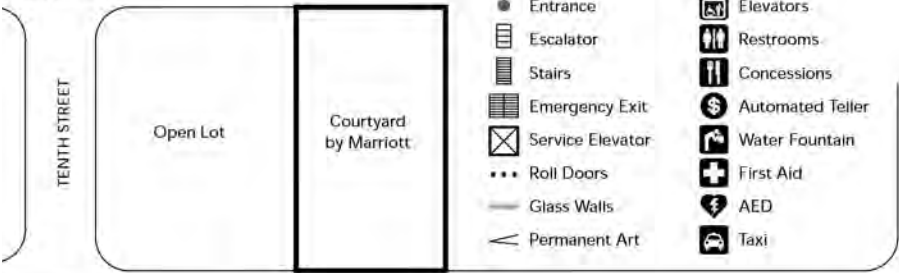 TENTH STREET
Open Lot
Courtyard
by Marriott
Entrance
Escalator
Stairs
Emergency Exit
Service Elevator
Roll Doors
Glass Walls
Permanent Art
Elevators
Restrooms
Concessions
$ Automated Teller
Water Fountain
First Aid
AED
Taxi